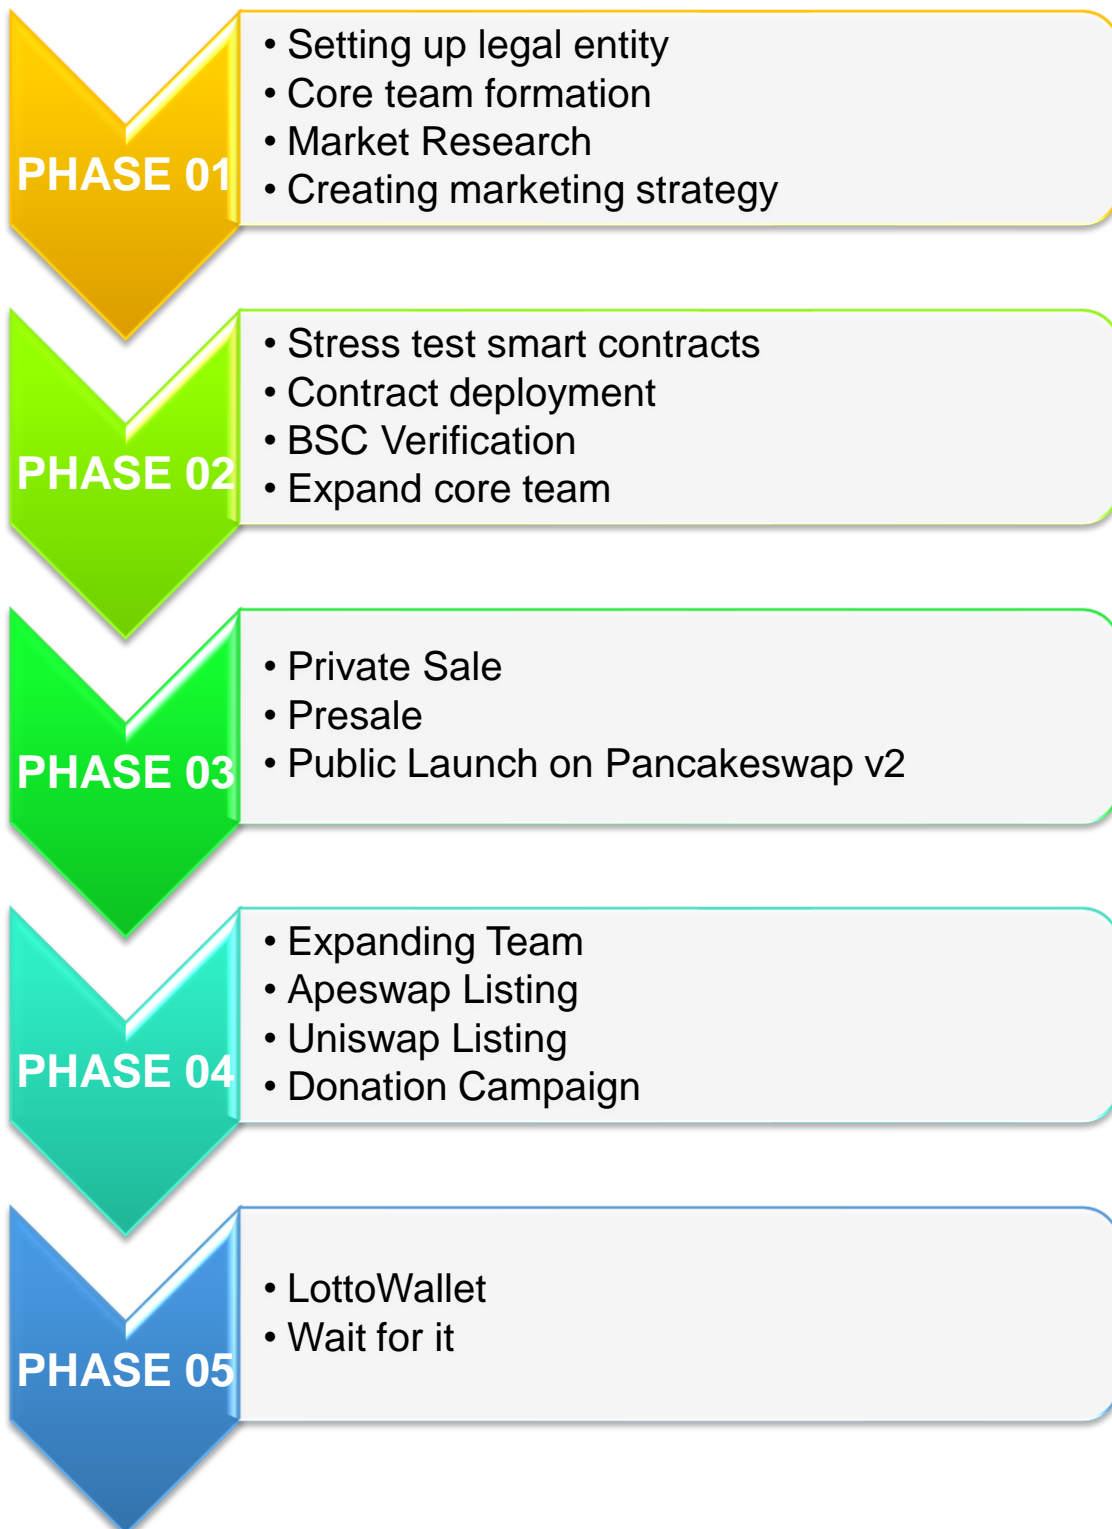 PHASE 01
• Setting up legal entity
• Core team formation
• Market Research
• Creating marketing strategy
PHASE 02
• Stress test smart contracts
• Contract deployment
• BSC Verification
• Expand core team
PHASE 03
• Private Sale
• Presale
• Public Launch on Pancakeswap v2
PHASE 04
• Expanding Team
• Apeswap Listing
• Uniswap Listing
• Donation Campaign
PHASE 05
• LottoWallet
• Wait for it